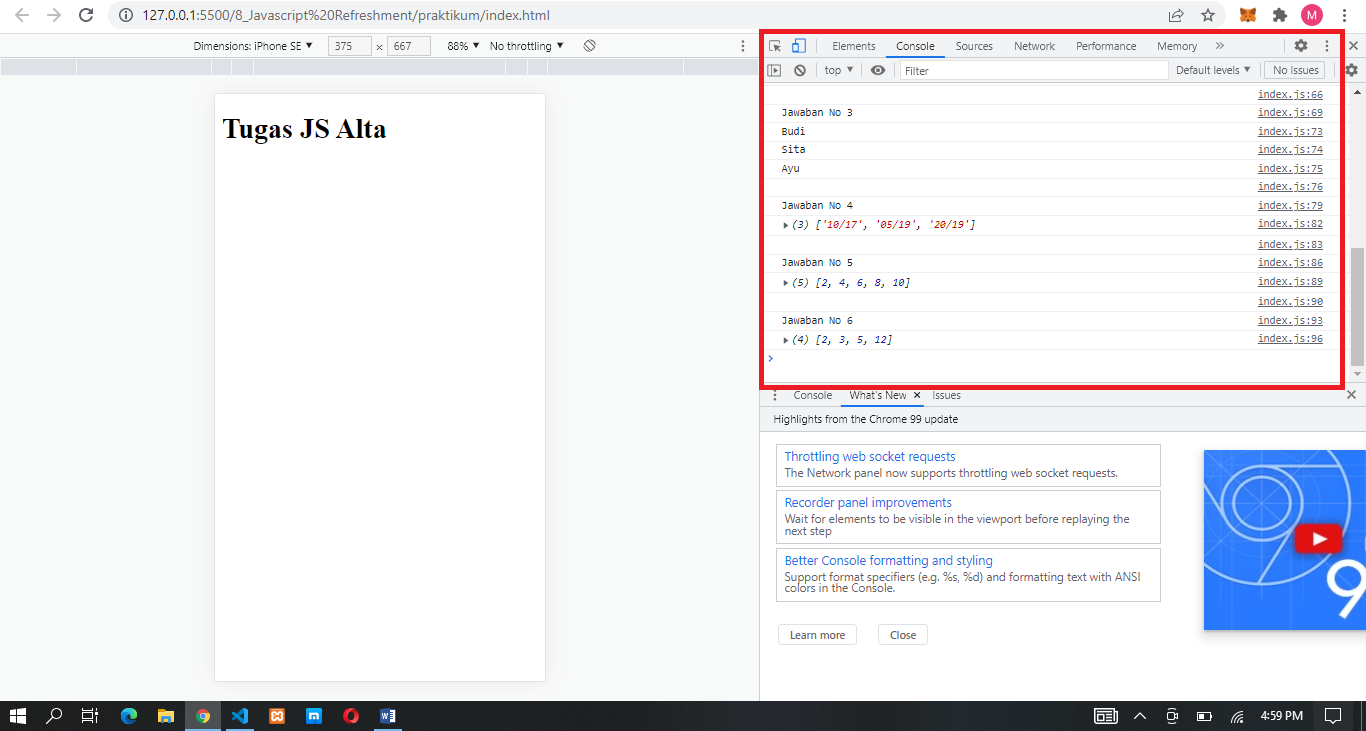 127.0.0.1:5500/8_Javascript%20Refreshment/praktikum/index.html
M
Dimensions: iPhone SE ▼ 375 × 667 88% ▼ No throttling ▼
Tugas JS Alta
Elements Console Sources Network Performance Memory »
top ▼ Filter Default levels ▼ No Issues
index.js:66
Jawaban No 3 index.js:69
Budi index.js:73
Sita index.js:74
Ayu index.js:75
index.js:76
Jawaban No 4 index.js:79
(3) ['10/17', '05/19', '20/19'] index.js:82
index.js:83
Jawaban No 5 index.js:86
(5) [2, 4, 6, 8, 10] index.js:89
index.js:90
Jawaban No 6 index.js:93
(4) [2, 3, 5, 12] index.js:96
Console What's New × Issues
Highlights from the Chrome 99 update
Throttling web socket requests
The Network panel now supports throttling web socket requests.
Recorder panel improvements
Wait for elements to be visible in the viewport before replaying the
next step
Better Console formatting and styling
Support format specifiers (e.g. %s, %d) and formatting text with ANSI
colors in the Console.
Learn more Close
99
4:59 PM